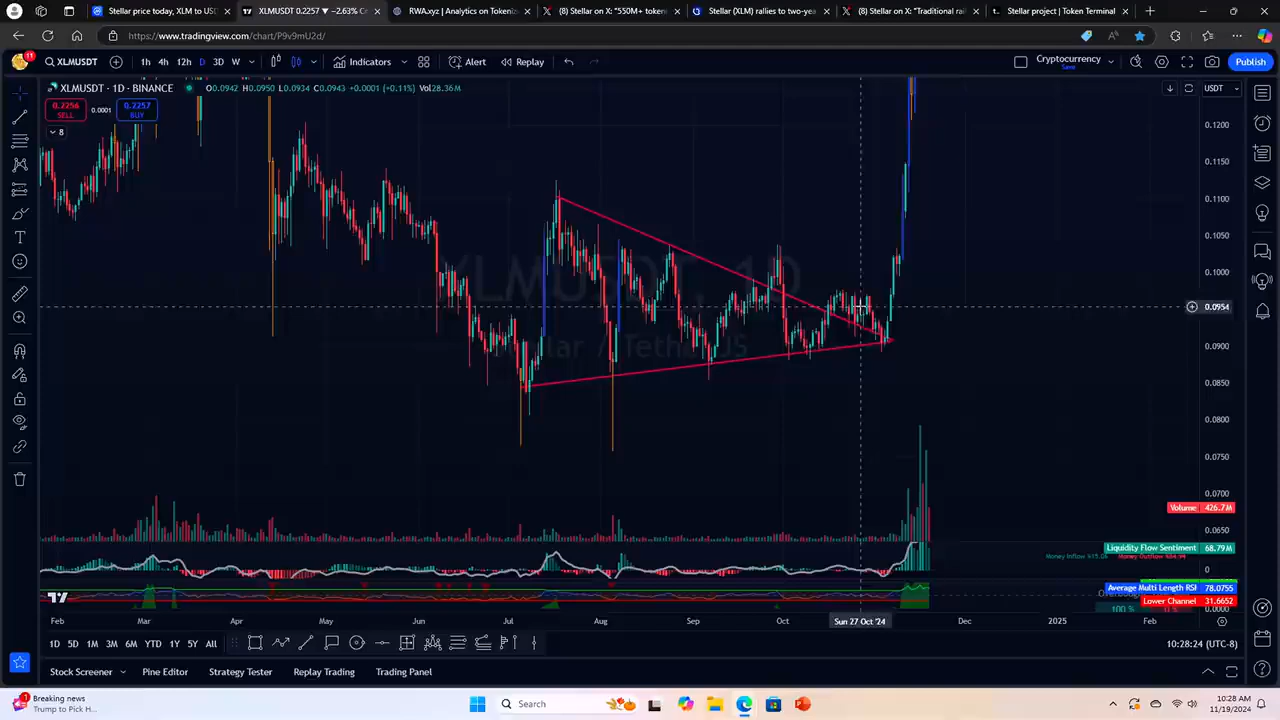 Stellar price today, XLM to USD
XLMUSDT 0.2257 ▼ −2.63% C
RWA.xyz | Analytics on Tokeniz
(8) Stellar on X: "550M+ token
Stellar (XLM) rallies to two-yea
(8) Stellar on X: "Traditional rai
Stellar project | Token Terminal
https://www.tradingview.com/chart/P9v9mU2d/
11
XLMUSDT
1h 4h 12h D 3D W
Indicators
Alert
Replay
Cryptocurrency
Save
Publish
XLMUSDT · 1D · BINANCE
O0.0942 H0.0950 L0.0934 C0.0943 +0.0001 (+0.11%) Vol28.36M
USDT
0.2256
SELL
0.0001
0.2257
BUY
8
XLMUSDT, 1D
0.1200
0.1150
0.1100
0.1050
0.1000
0.0954
0.0900
0.0850
0.0800
0.0750
0.0700
Volume 426.7M
0.0650
Liquidity Flow Sentiment 68.79M
0
Average Multi Length RSI 78.0755
Lower Channel 31.6652
0.0000
100 %
Feb Mar Apr May Jun Jul Aug Sep Oct Sun 27 Oct '24 Dec 2025 Feb
1D 5D 1M 3M 6M YTD 1Y 5Y All
10:28:24 (UTC-8)
Stock Screener
Pine Editor
Strategy Tester
Replay Trading
Trading Panel
1
Breaking news
Trump to Pick H...
Search
10:28 AM
11/19/2024